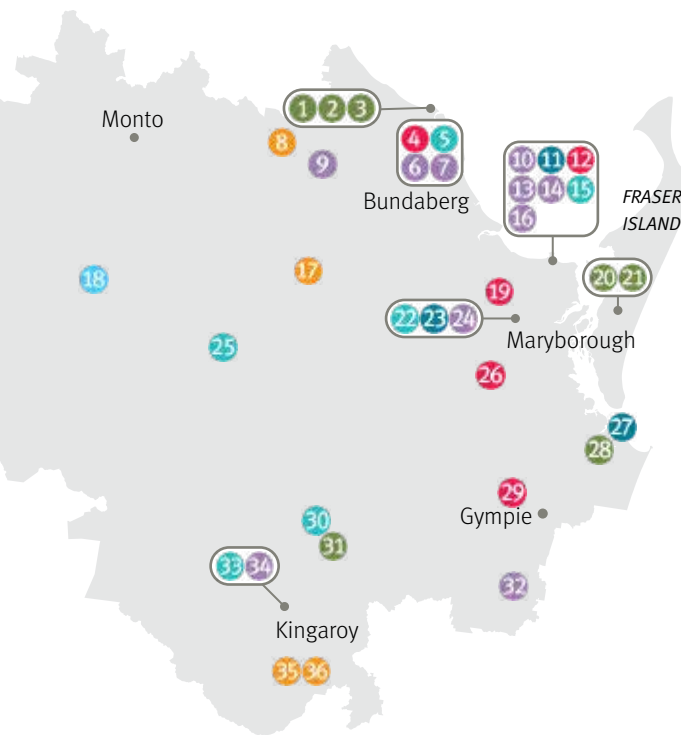 Monto
1 2 3
8
4 5
9
6 7
Bundaberg
10 11 12
13 14 15
16
FRASER
ISLAND
18
17
19
20 21
22 23 24
Maryborough
25
26
27
28
29
Gympie
30
31
33 34
32
Kingaroy
35 36